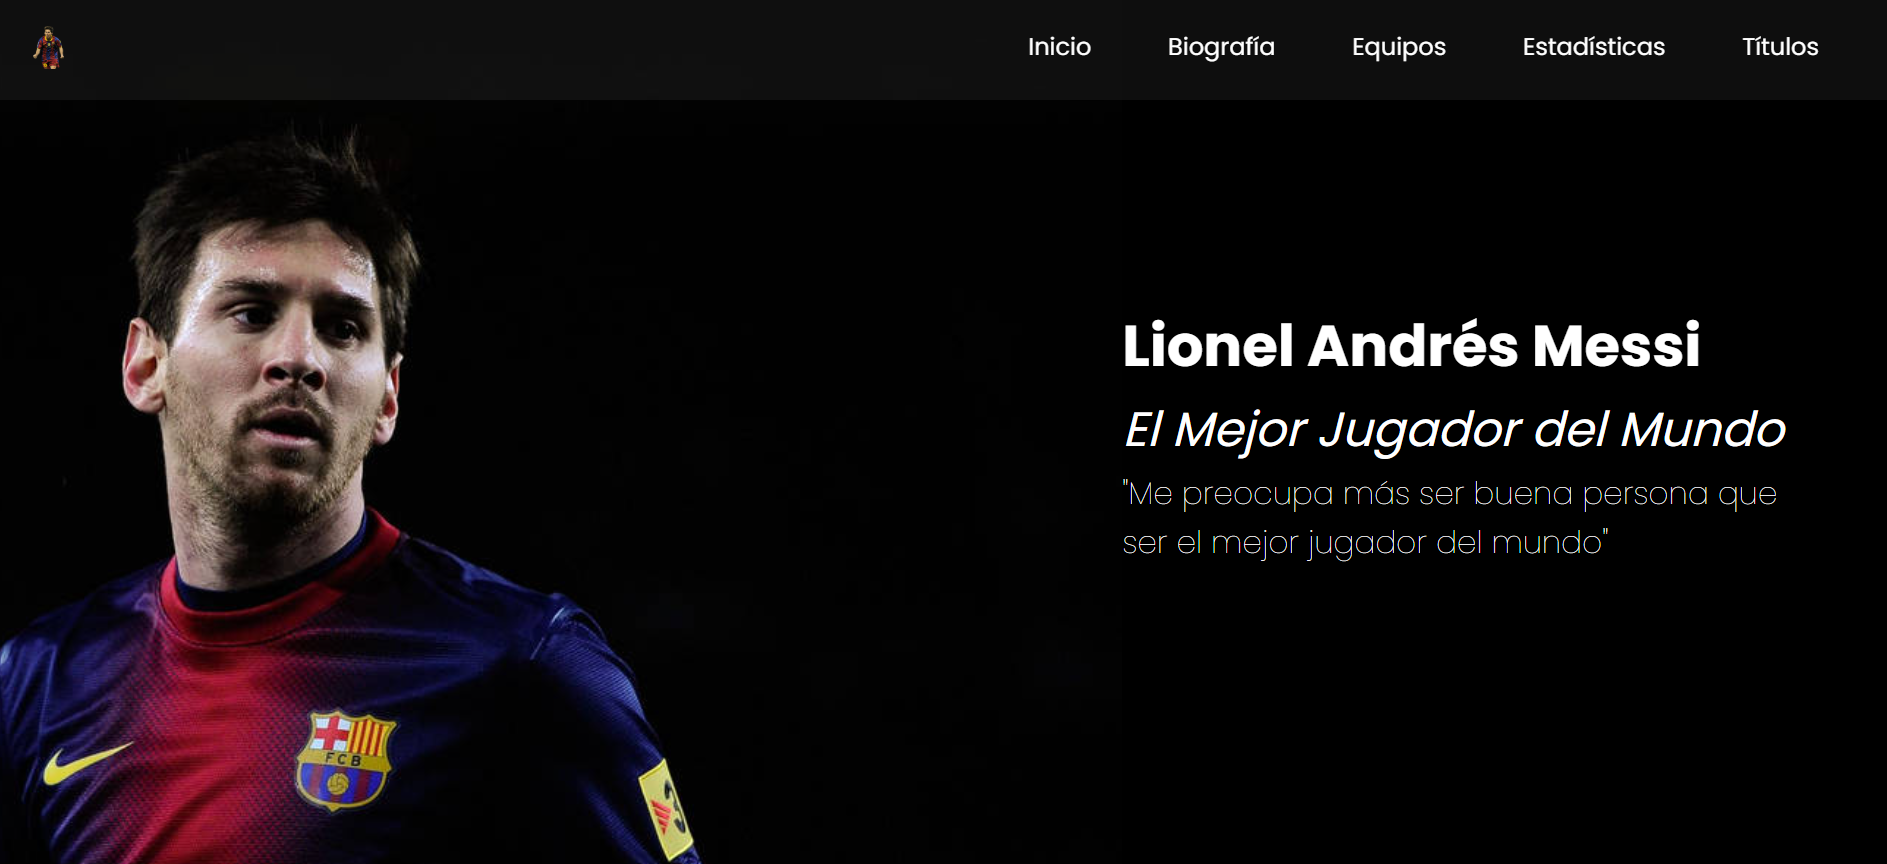 Inicio Biografía Equipos Estadísticas Títulos
Lionel Andrés Messi
El Mejor Jugador del Mundo
"Me preocupa más ser buena persona que
ser el mejor jugador del mundo"
FCB
3